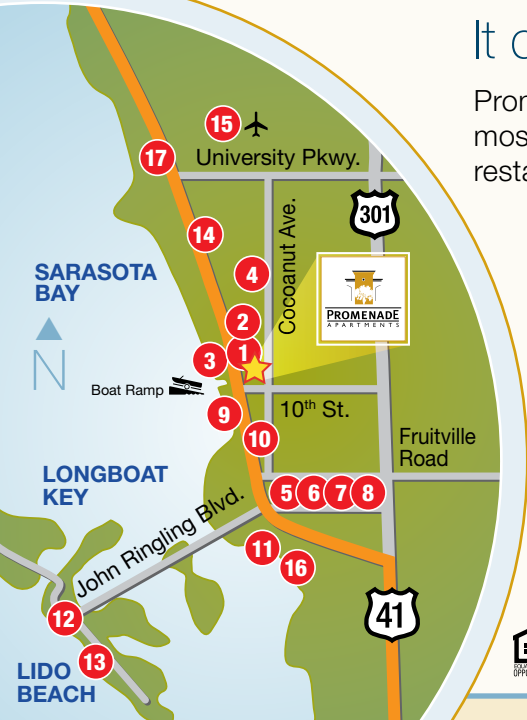 It
Pro
mos
resta
15
17
University Pkwy.
301
14
Cocoanut Ave.
SARASOTA
BAY
4
PROMENADE
APARTMENTS
2
N
3
1
Boat Ramp
9
10th St.
10
Fruitville
Road
LONGBOAT
KEY
5 6 7 8
John Ringling Blvd.
11
16
12
41
13
LIDO
BEACH